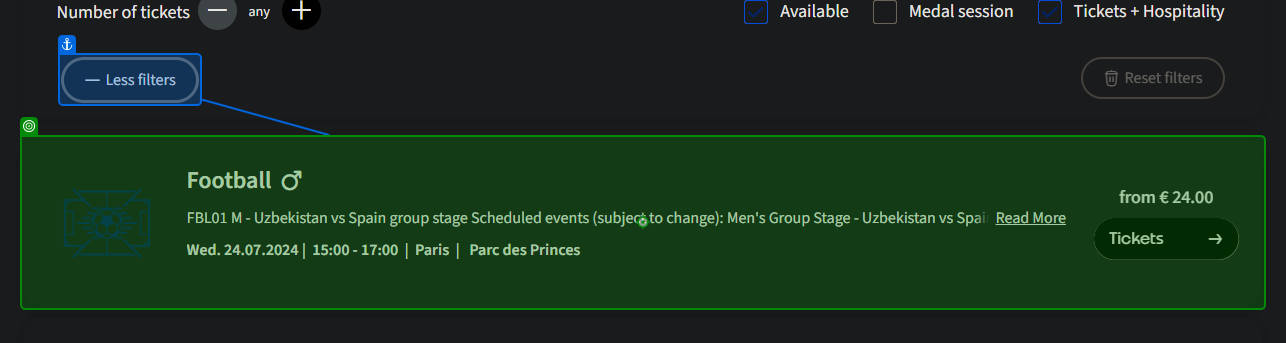 Number of tickets — any + Available Medal session Tickets + Hospitality
— Less filters Reset filters
Football ♂
from € 24.00
FBL01 M - Uzbekistan vs Spain group stage Scheduled events (subject to change): Men's Group Stage - Uzbekistan vs Spai Read More
Tickets →
Wed. 24.07.2024 | 15:00 - 17:00 | Paris | Parc des Princes